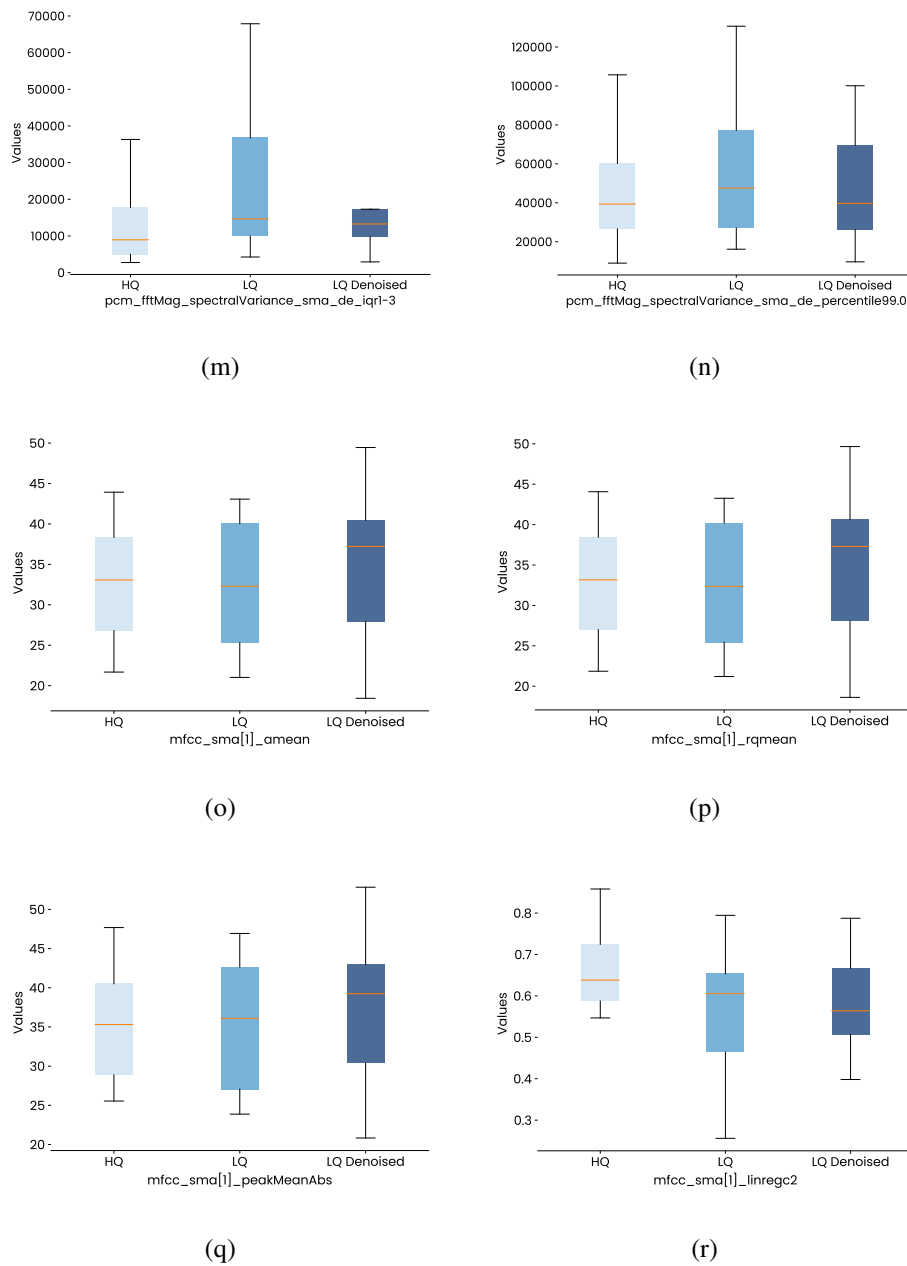 70000
60000
50000
40000
30000
20000
10000
0
Values
HQ LQ LQ Denoised
pcm_fftMag_spectralVariance_sma_de_iqr1-3
(m)
120000
100000
80000
60000
40000
20000
Values
HQ LQ LQ Denoised
pcm_fftMag_spectralVariance_sma_de_percentile99.0
(n)
50
45
40
35
30
25
20
Values
HQ LQ LQ Denoised
mfcc_sma[1]_amean
(o)
50
45
40
35
30
25
20
Values
HQ LQ LQ Denoised
mfcc_sma[1]_rqmean
(p)
50
45
40
35
30
25
20
Values
HQ LQ LQ Denoised
mfcc_sma[1]_peakMeanAbs
(q)
0.8
0.7
0.6
0.5
0.4
0.3
Values
HQ LQ LQ Denoised
mfcc_sma[1]_linregc2
(r)